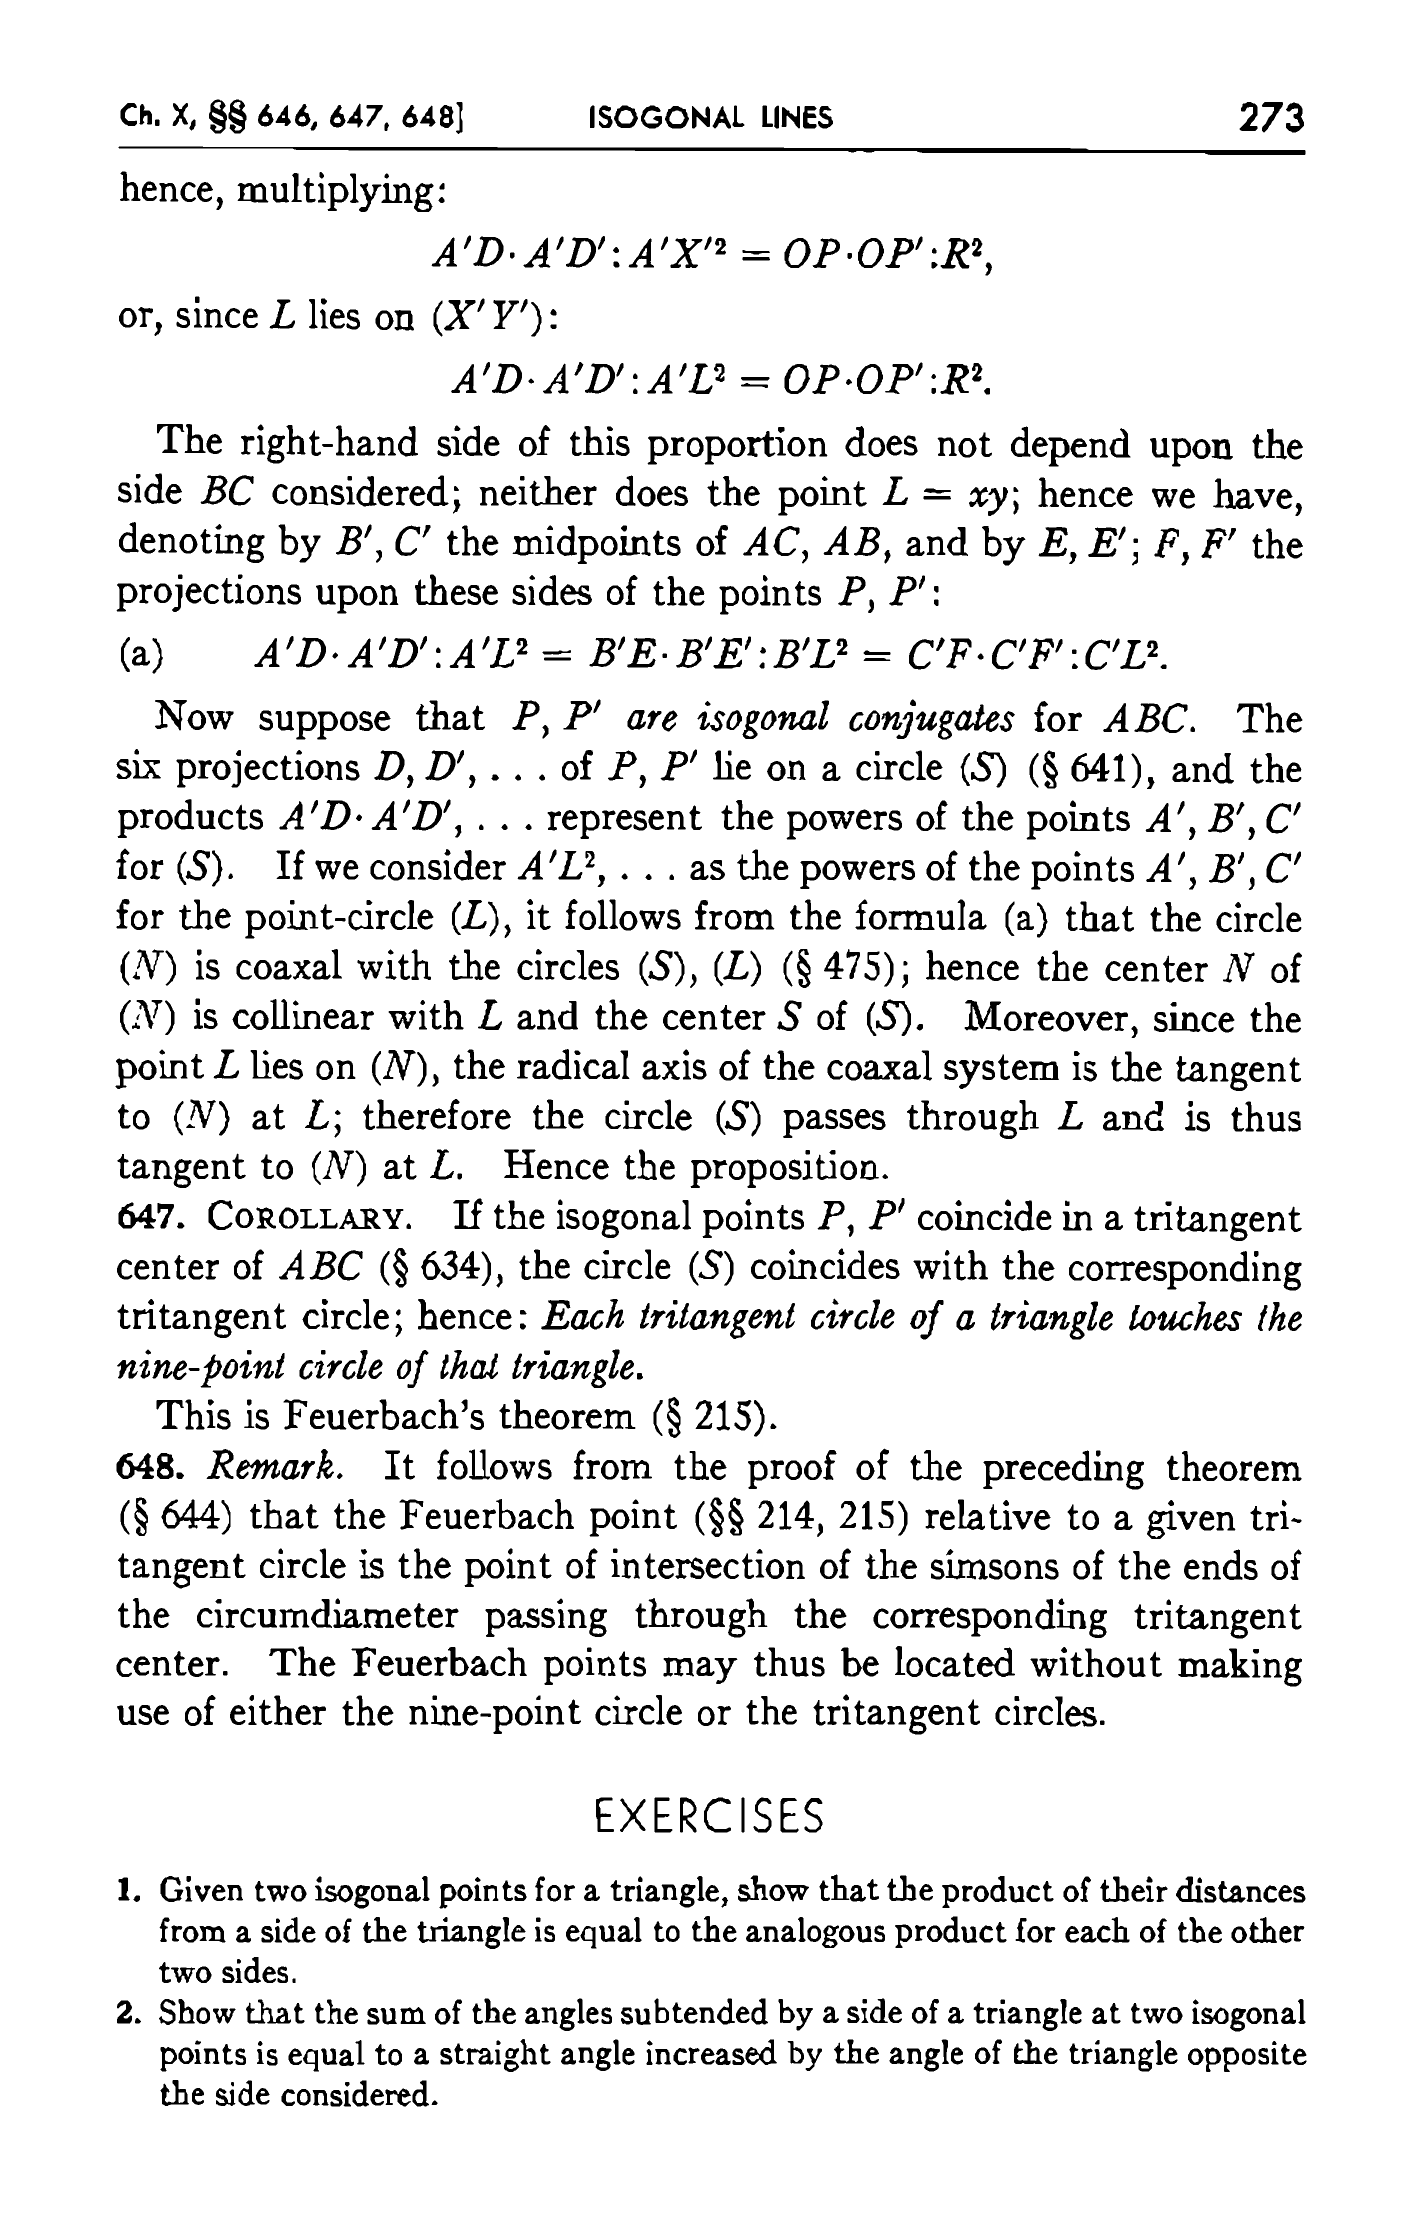 Ch. X, §§ 646, 647, 648] ISOGONAL LINES 273
hence, multiplying:
A'D·A'D':A'X'² = OP·OP':R²,
or, since L lies on (X'Y'):
A'D·A'D':A'L² = OP·OP':R².
The right-hand side of this proportion does not depend upon the
side BC considered; neither does the point L = xy; hence we have,
denoting by B', C' the midpoints of AC, AB, and by E, E'; F, F' the
projections upon these sides of the points P, P':
(a) A'D·A'D':A'L² = B'E·B'E':B'L² = C'F·C'F':C'L².
Now suppose that P, P' are isogonal conjugates for ABC. The
six projections D, D', . . . of P, P' lie on a circle (S) (§ 641), and the
products A'D·A'D', . . . represent the powers of the points A', B', C'
for (S). If we consider A'L², . . . as the powers of the points A', B', C'
for the point-circle (L), it follows from the formula (a) that the circle
(N) is coaxal with the circles (S), (L) (§ 475); hence the center N of
(N) is collinear with L and the center S of (S). Moreover, since the
point L lies on (N), the radical axis of the coaxal system is the tangent
to (N) at L; therefore the circle (S) passes through L and is thus
tangent to (N) at L. Hence the proposition.
647. COROLLARY. If the isogonal points P, P' coincide in a tritangent
center of ABC (§ 634), the circle (S) coincides with the corresponding
tritangent circle; hence: Each tritangent circle of a triangle touches the
nine-point circle of that triangle.
This is Feuerbach's theorem (§ 215).
648. Remark. It follows from the proof of the preceding theorem
(§ 644) that the Feuerbach point (§§ 214, 215) relative to a given tri-
tangent circle is the point of intersection of the simsons of the ends of
the circumdiameter passing through the corresponding tritangent
center. The Feuerbach points may thus be located without making
use of either the nine-point circle or the tritangent circles.
EXERCISES
1. Given two isogonal points for a triangle, show that the product of their distances
from a side of the triangle is equal to the analogous product for each of the other
two sides.
2. Show that the sum of the angles subtended by a side of a triangle at two isogonal
points is equal to a straight angle increased by the angle of the triangle opposite
the side considered.